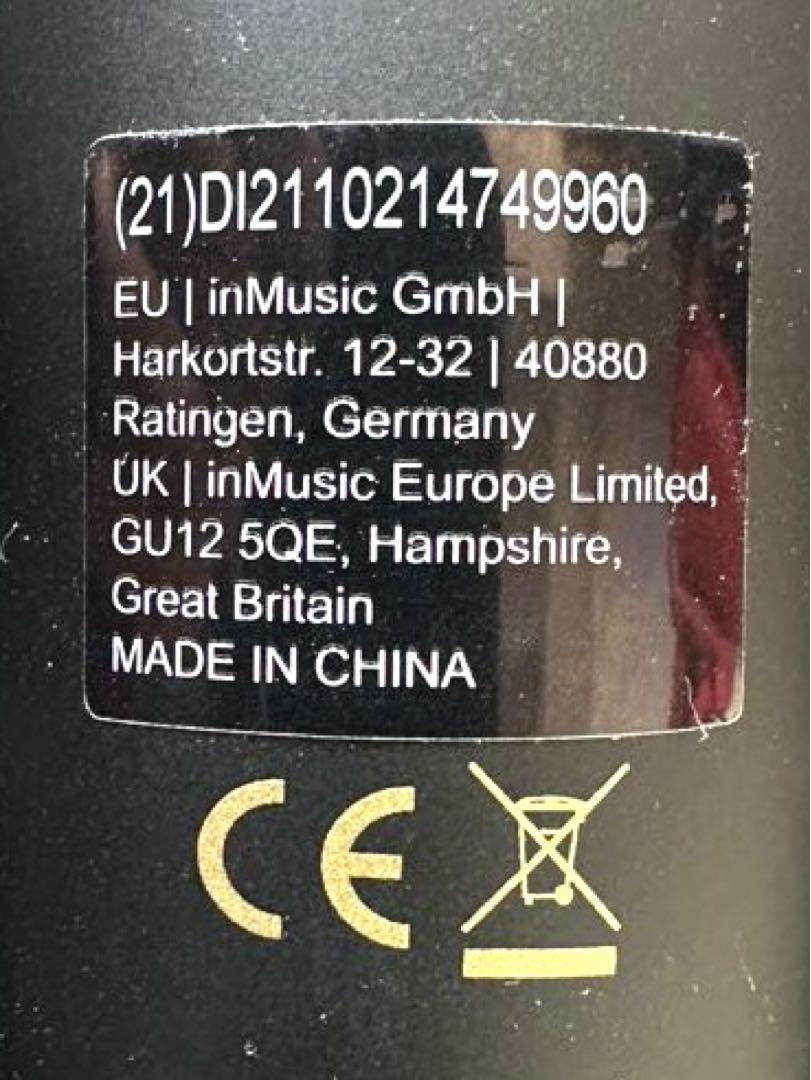 (21)DI2110214749960
EU | inMusic GmbH |
Harkortstr. 12-32 | 40880
Ratingen, Germany
UK | inMusic Europe Limited,
GU12 5QE, Hampshire,
Great Britain
MADE IN CHINA
CE